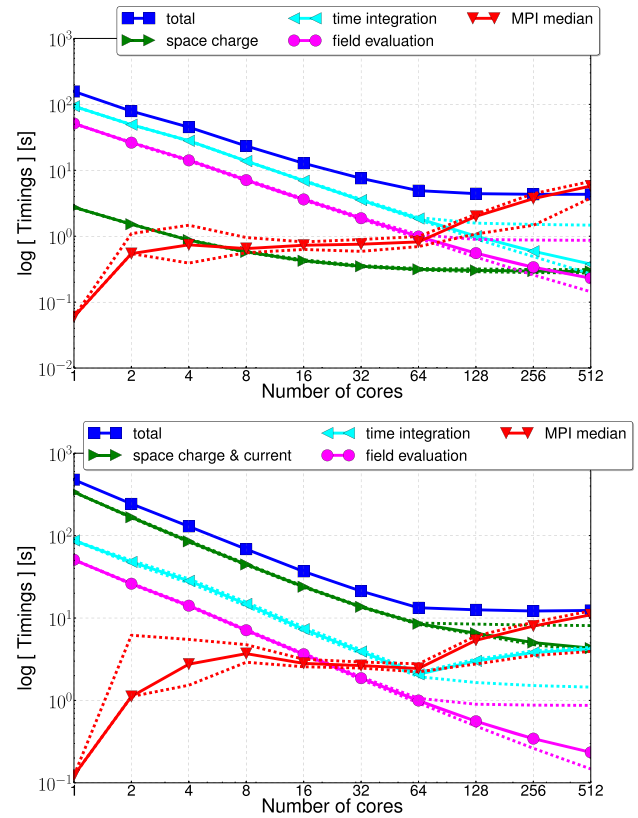 total
time integration
MPI median
space charge
field evaluation
10^3
10^2
10^1
10^0
10^-1
10^-2
log [ Timings ] [s]
1 2 4 8 16 32 64 128 256 512
Number of cores
total
time integration
MPI median
space charge & current
field evaluation
10^3
10^2
10^1
10^0
10^-1
log [ Timings ] [s]
1 2 4 8 16 32 64 128 256 512
Number of cores